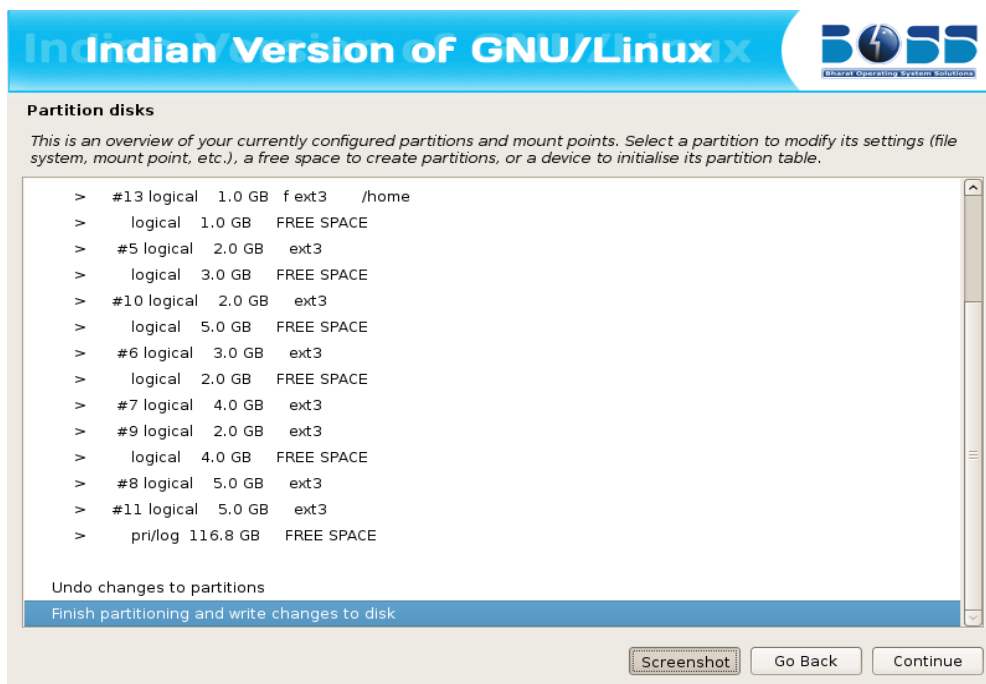 Indian Version of GNU/Linux
BOSS
Bharat Operating System Solutions
Partition disks
This is an overview of your currently configured partitions and mount points. Select a partition to modify its settings (file
system, mount point, etc.), a free space to create partitions, or a device to initialise its partition table.
> #13 logical 1.0 GB f ext3 /home
> logical 1.0 GB FREE SPACE
> #5 logical 2.0 GB ext3
> logical 3.0 GB FREE SPACE
> #10 logical 2.0 GB ext3
> logical 5.0 GB FREE SPACE
> #6 logical 3.0 GB ext3
> logical 2.0 GB FREE SPACE
> #7 logical 4.0 GB ext3
> #9 logical 2.0 GB ext3
> logical 4.0 GB FREE SPACE
> #8 logical 5.0 GB ext3
> #11 logical 5.0 GB ext3
> pri/log 116.8 GB FREE SPACE
Undo changes to partitions
Finish partitioning and write changes to disk
Screenshot Go Back Continue